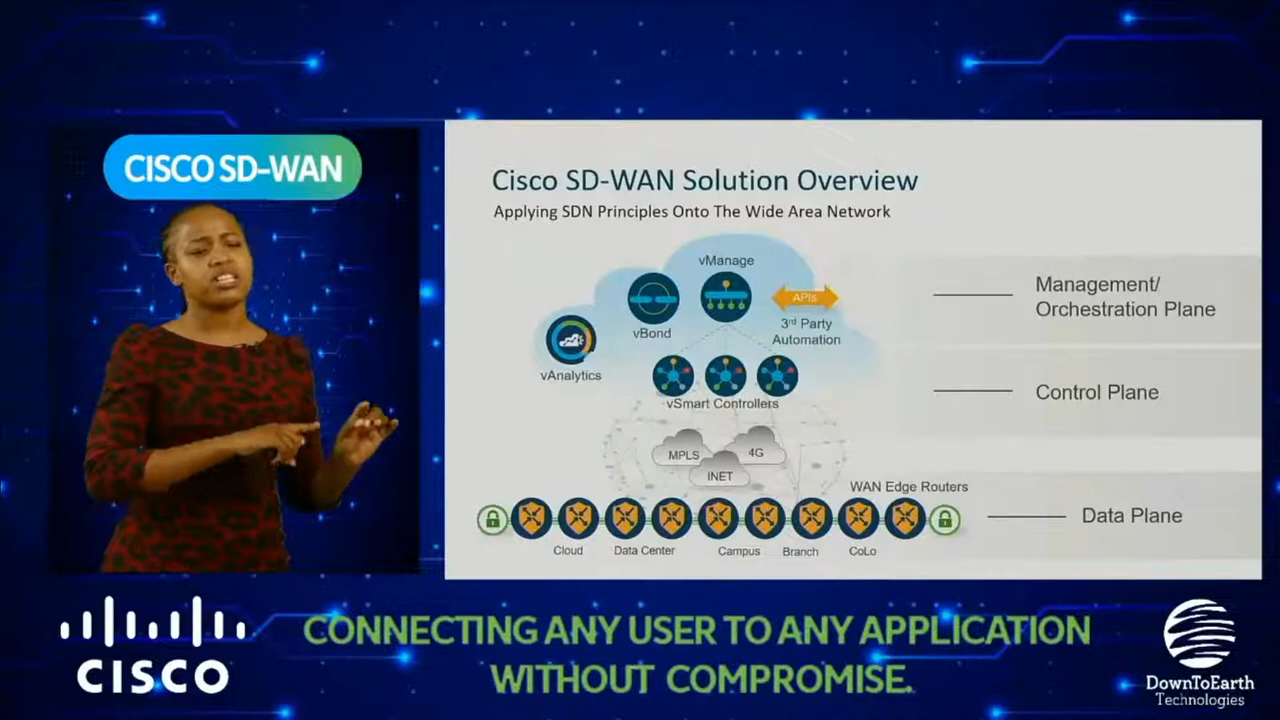 CISCO SD-WAN
Cisco SD-WAN Solution Overview
Applying SDN Principles Onto The Wide Area Network
vManage
APIs
vBond
3rd Party
Automation
vAnalytics
vSmart Controllers
Management/
Orchestration Plane
Control Plane
MPLS
4G
INET
WAN Edge Routers
Data Plane
Cloud
Data Center
Campus
Branch
CoLo
CISCO
CONNECTING ANY USER TO ANY APPLICATION
WITHOUT COMPROMISE.
DownToEarth
Technologies